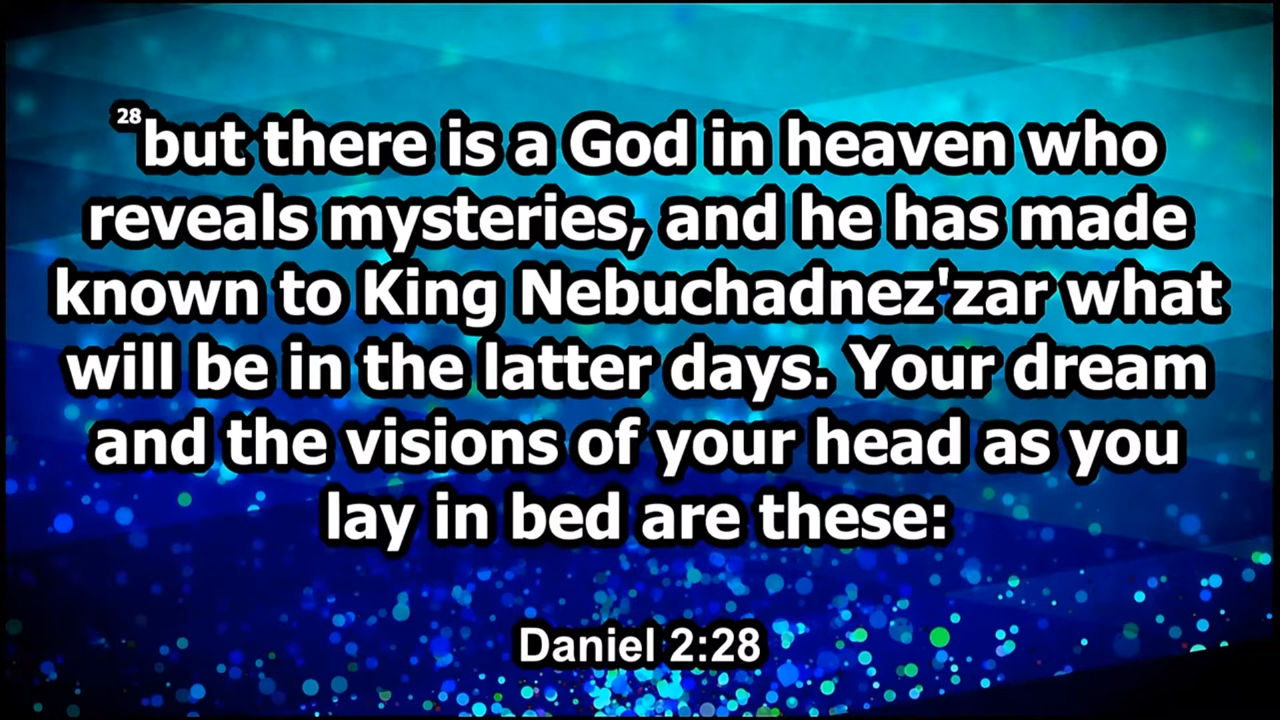 28 but there is a God in heaven who
reveals mysteries, and he has made
known to King Nebuchadnez'zar what
will be in the latter days. Your dream
and the visions of your head as you
lay in bed are these:
Daniel 2:28